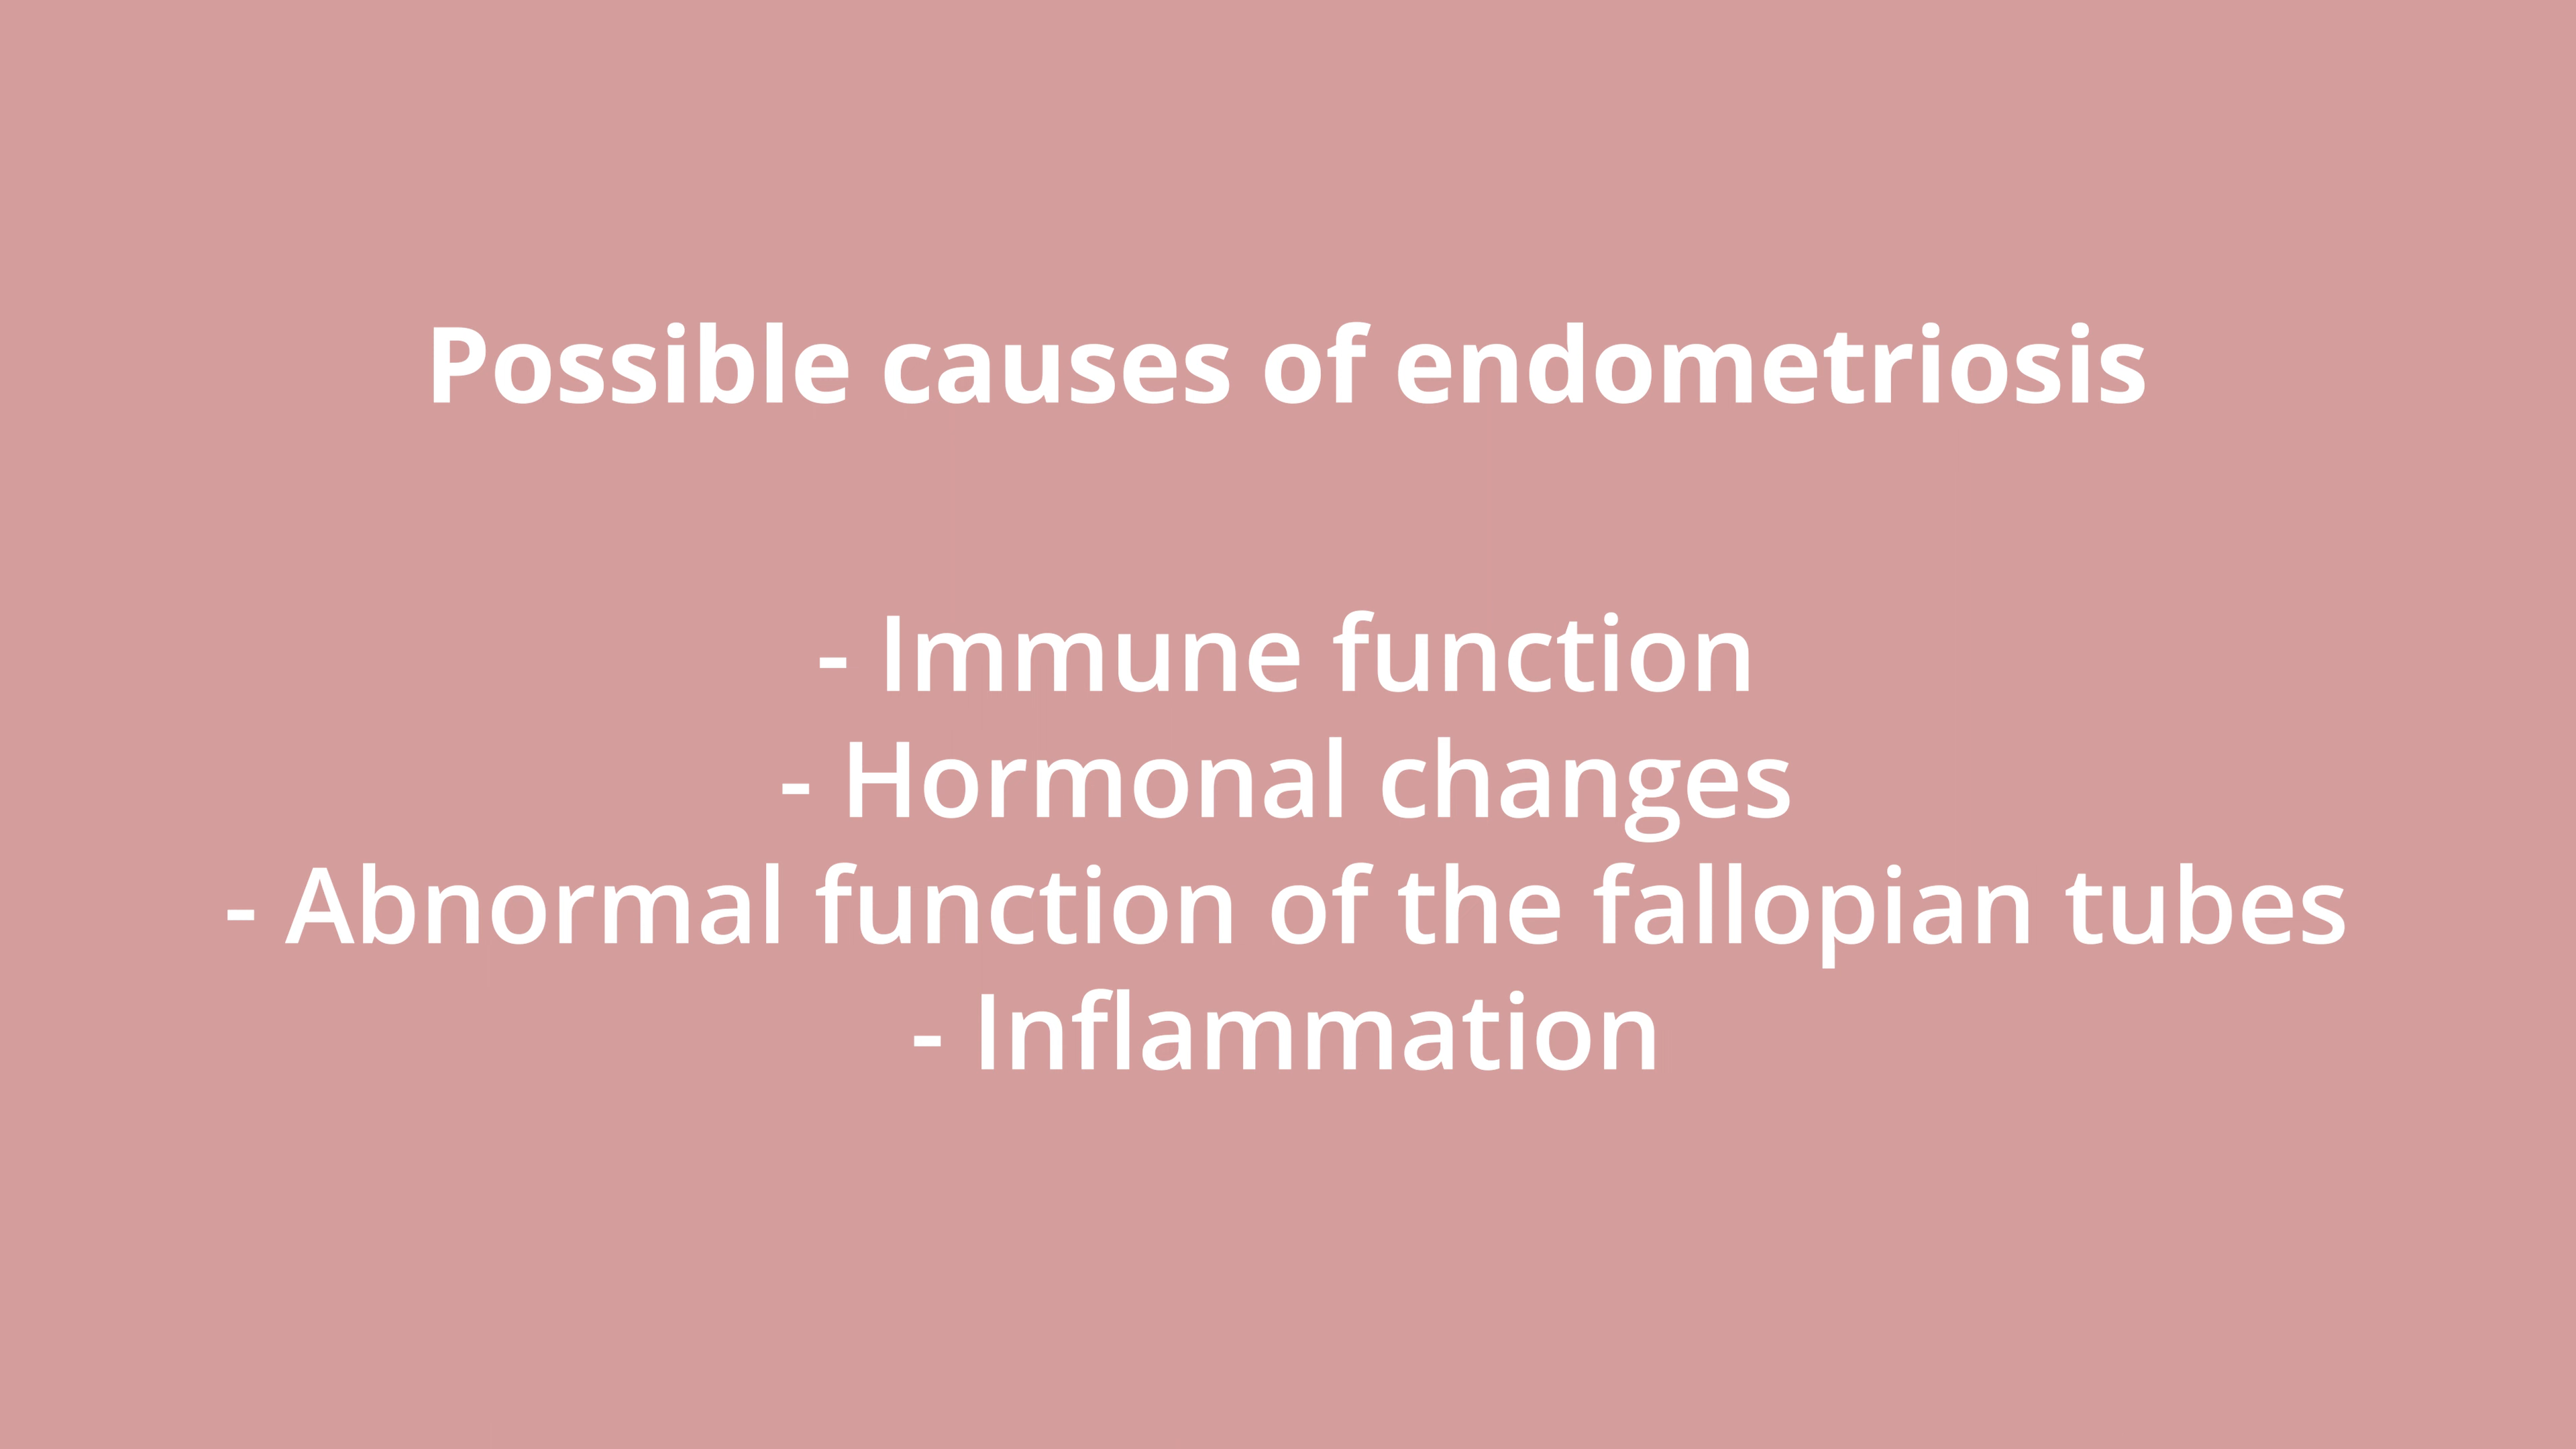 Possible causes of endometriosis
- Immune function
- Hormonal changes
- Abnormal function of the fallopian tubes
- Inflammation